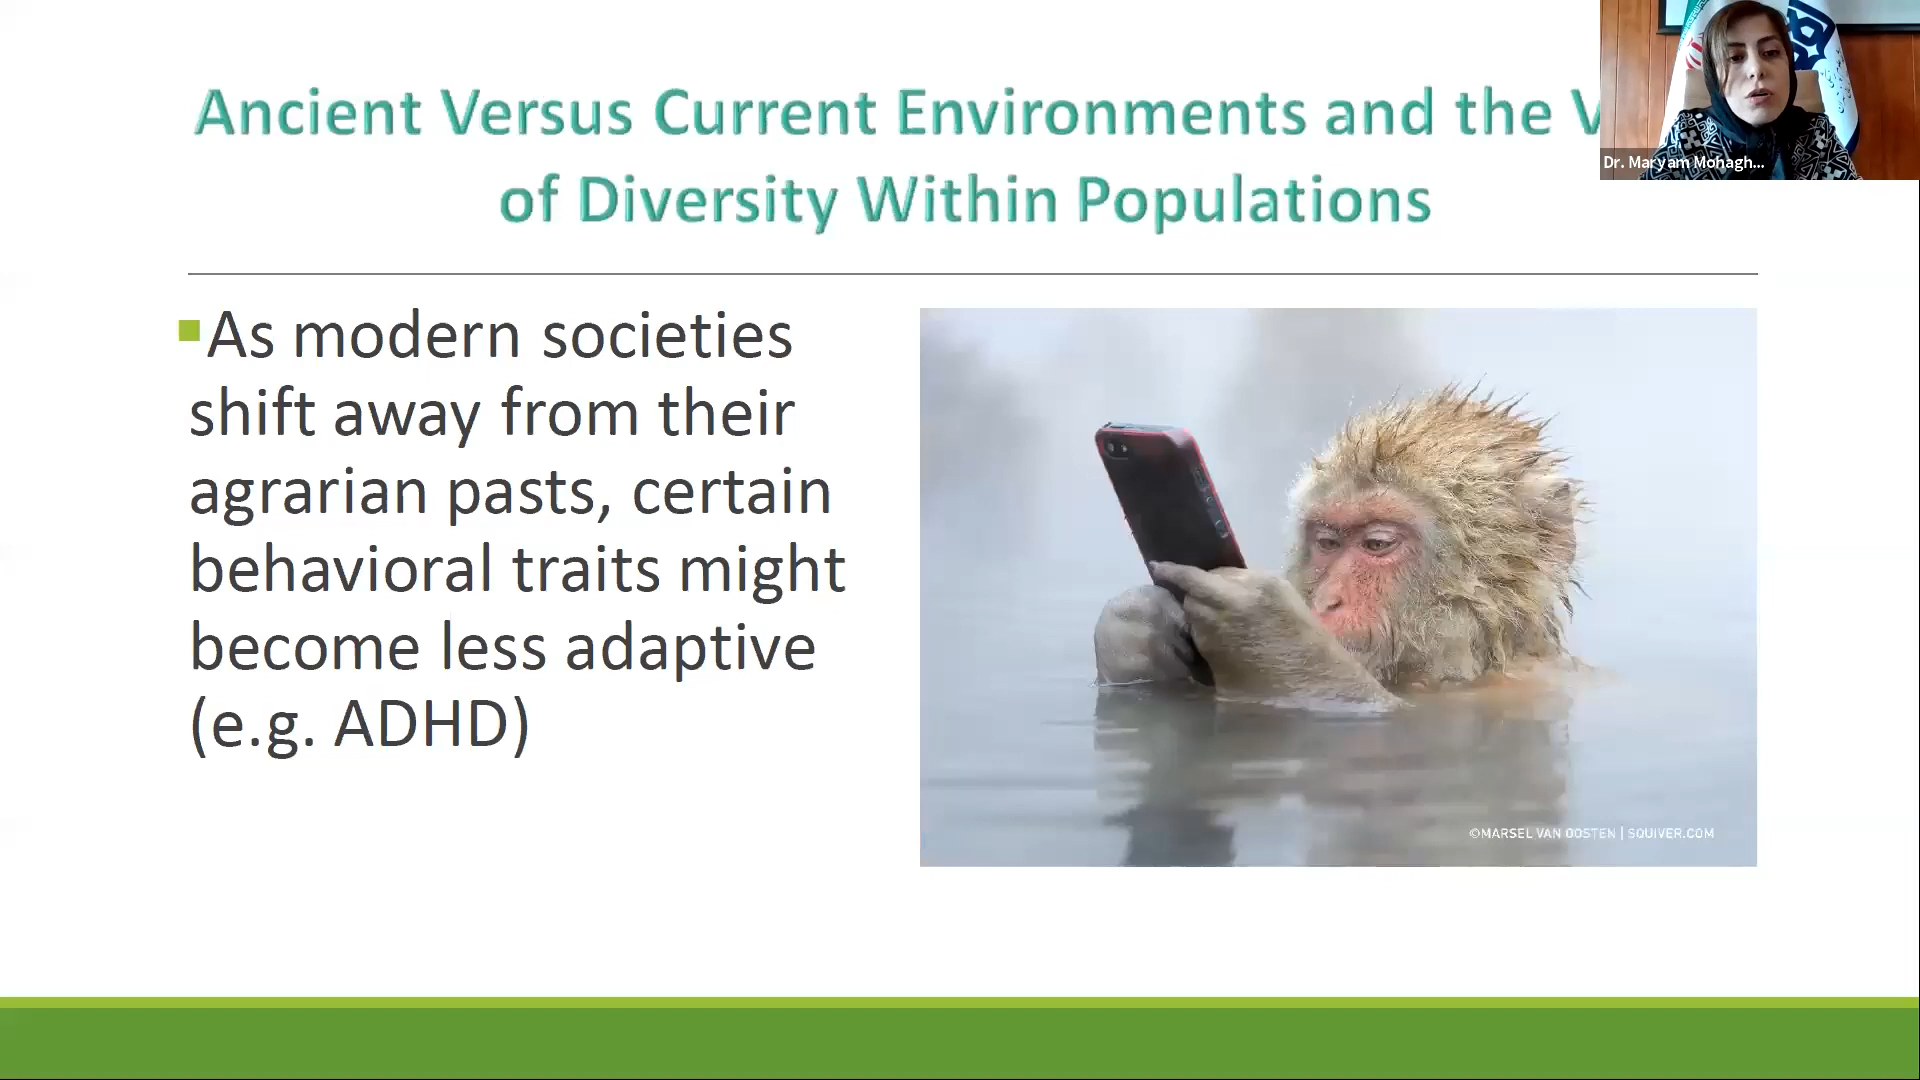 Ancient Versus Current Environments and the
of Diversity Within Populations
Dr. Maryam Mohagh...
▪As modern societies
shift away from their
agrarian pasts, certain
behavioral traits might
become less adaptive
(e.g. ADHD)
©MARSEL VAN OOSTEN | SQUIVER.COM